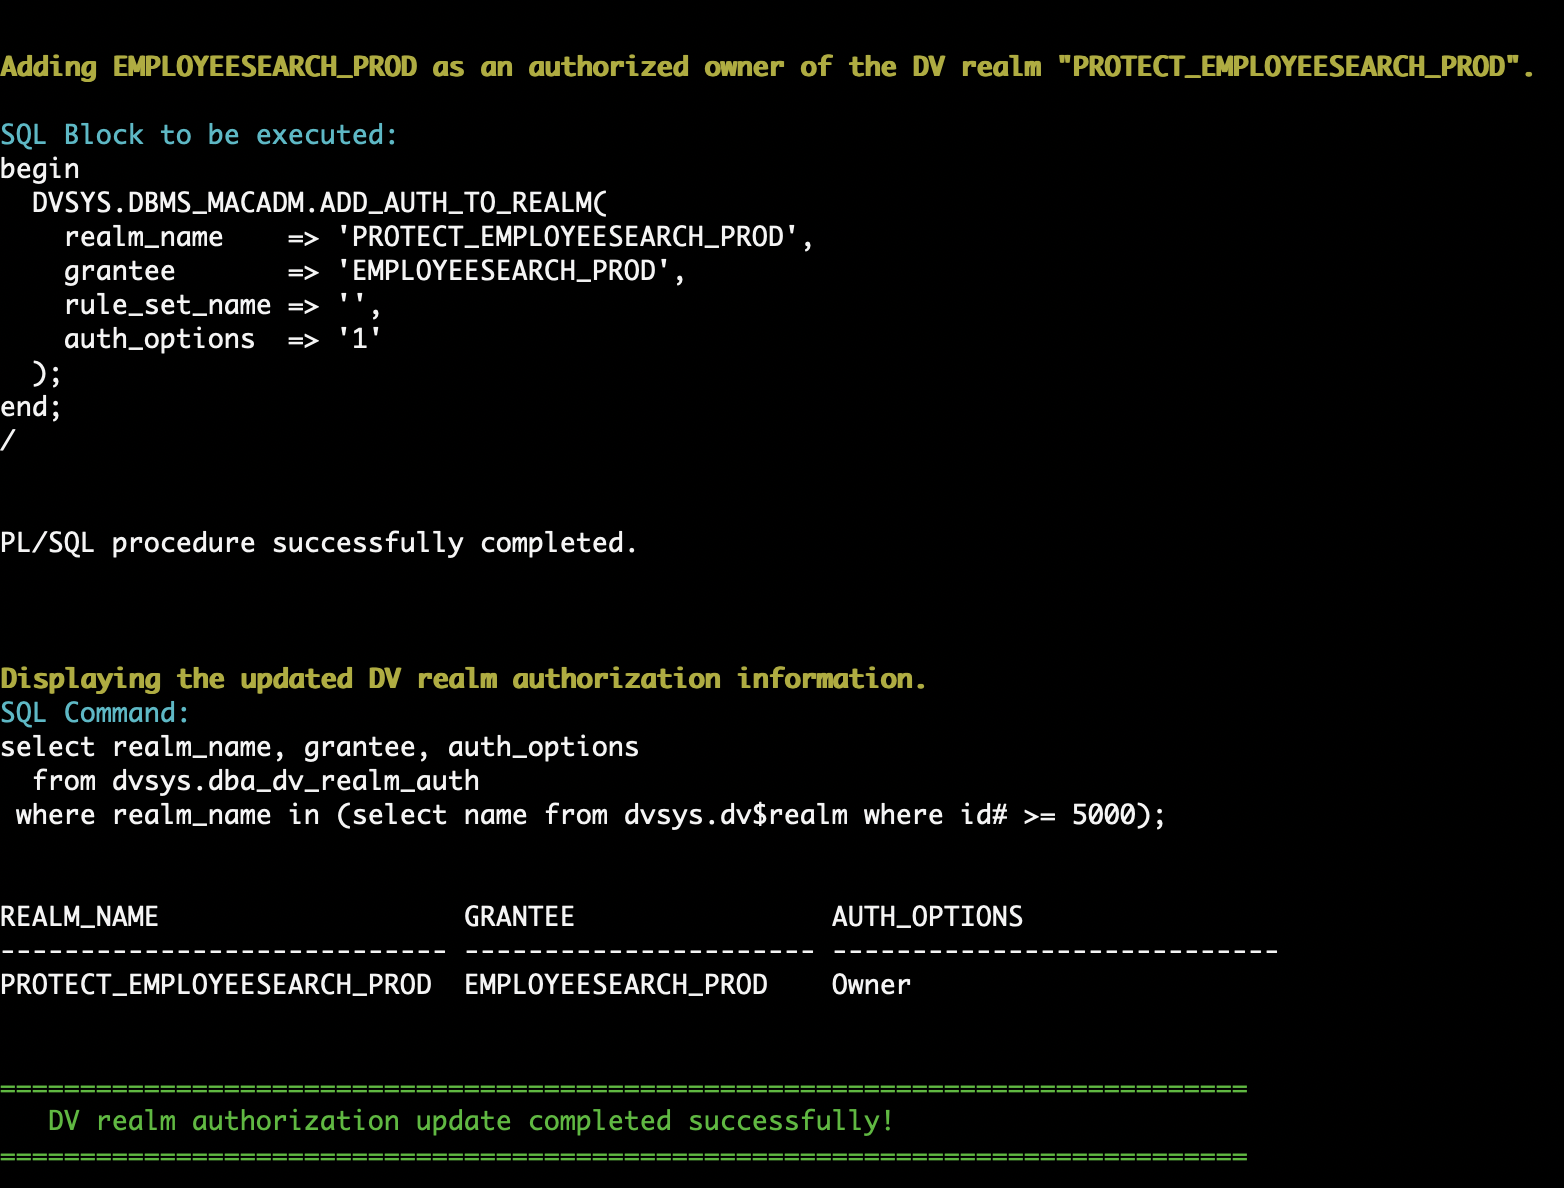 Adding EMPLOYEESEARCH_PROD as an authorized owner of the DV realm "PROTECT_EMPLOYEESEARCH_PROD".
SQL Block to be executed:
begin
  DVSYS.DBMS_MACADM.ADD_AUTH_TO_REALM(
    realm_name    => 'PROTECT_EMPLOYEESEARCH_PROD',
    grantee       => 'EMPLOYEESEARCH_PROD',
    rule_set_name => '',
    auth_options  => '1'
  );
end;
/
PL/SQL procedure successfully completed.
Displaying the updated DV realm authorization information.
SQL Command:
select realm_name, grantee, auth_options
  from dvsys.dba_dv_realm_auth
 where realm_name in (select name from dvsys.dv$realm where id# >= 5000);
REALM_NAME                   GRANTEE                AUTH_OPTIONS
---------------------------- ---------------------- ----------------------------
PROTECT_EMPLOYEESEARCH_PROD  EMPLOYEESEARCH_PROD    Owner
==============================================================================
   DV realm authorization update completed successfully!
==============================================================================